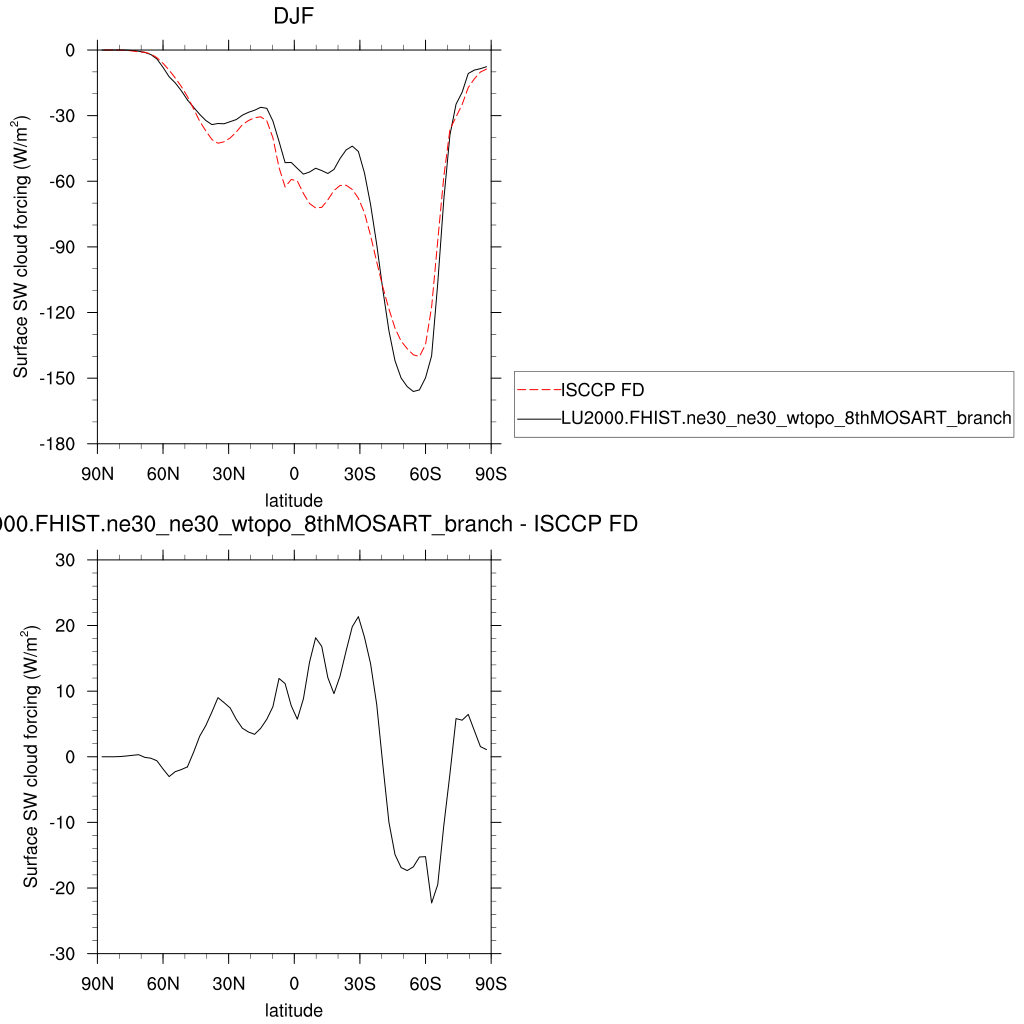 DJF
Surface SW cloud forcing (W/m²)
0
-30
-60
-90
-120
-150
-180
90N 60N 30N 0 30S 60S 90S
latitude
ISCCP FD
LU2000.FHIST.ne30_ne30_wtopo_8thMOSART_branch
00.FHIST.ne30_ne30_wtopo_8thMOSART_branch - ISCCP FD
Surface SW cloud forcing (W/m²)
30
20
10
0
-10
-20
-30
90N 60N 30N 0 30S 60S 90S
latitude